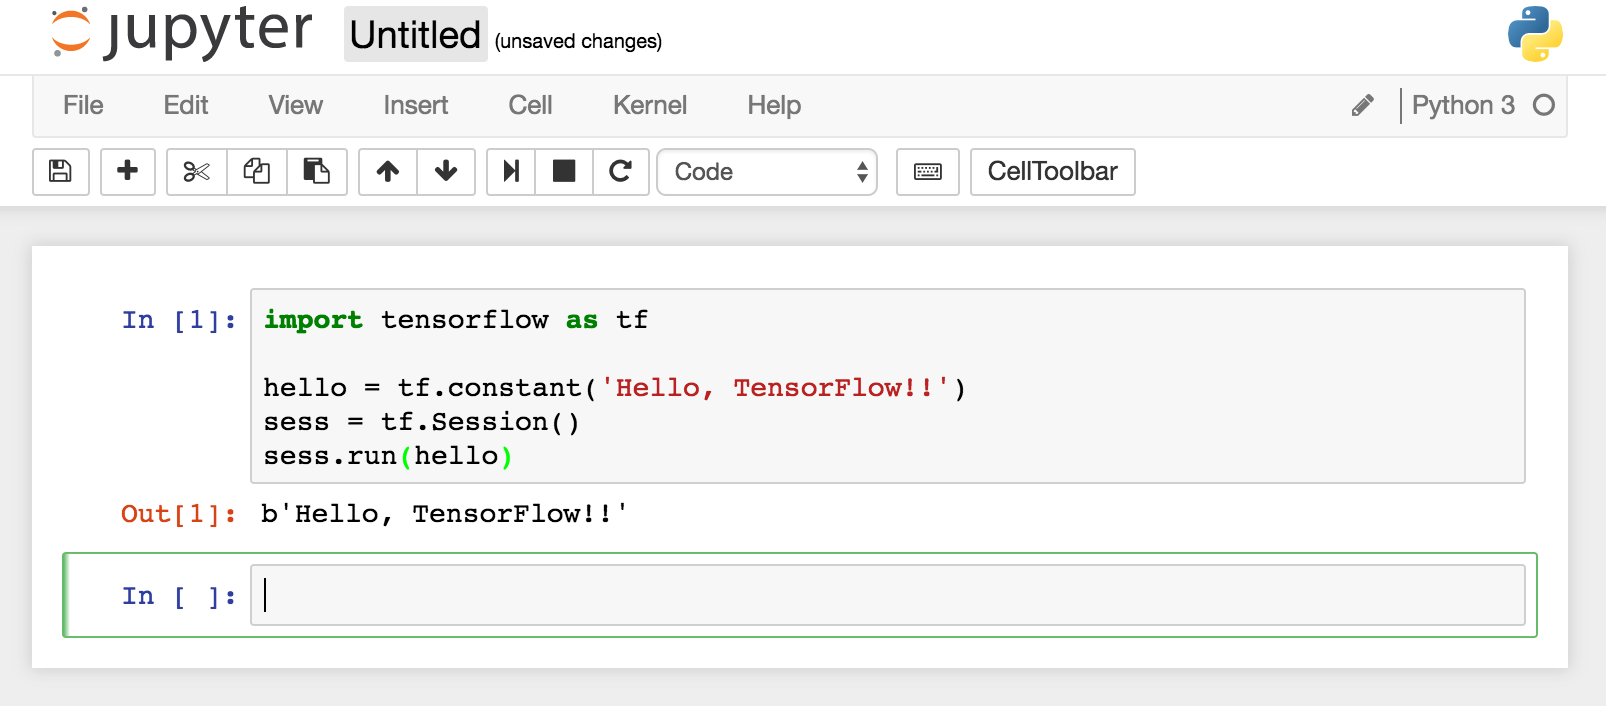 jupyter Untitled (unsaved changes)
File Edit View Insert Cell Kernel Help Python 3
Code CellToolbar
In [1]: import tensorflow as tf
hello = tf.constant('Hello, TensorFlow!!')
sess = tf.Session()
sess.run(hello)
Out[1]: b'Hello, TensorFlow!!'
In [ ]: